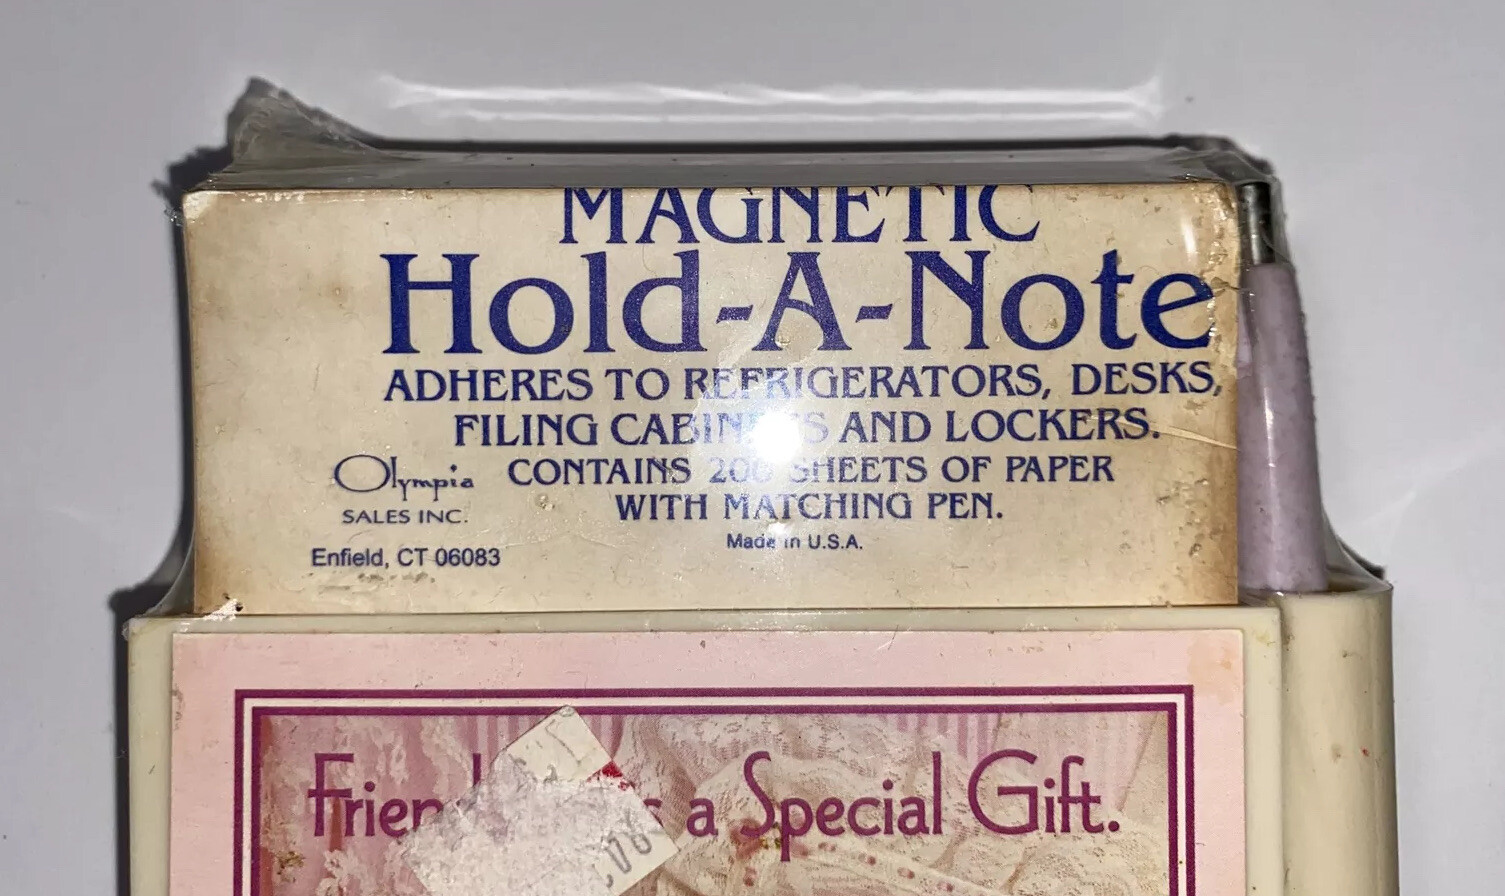 MAGNETIC
Hold-A-Note
ADHERES TO REFRIGERATORS, DESKS,
FILING CABINETS AND LOCKERS.
CONTAINS 200 SHEETS OF PAPER
WITH MATCHING PEN.
Made in U.S.A.
Olympia
SALES INC.
Enfield, CT 06083
a Special Gift.